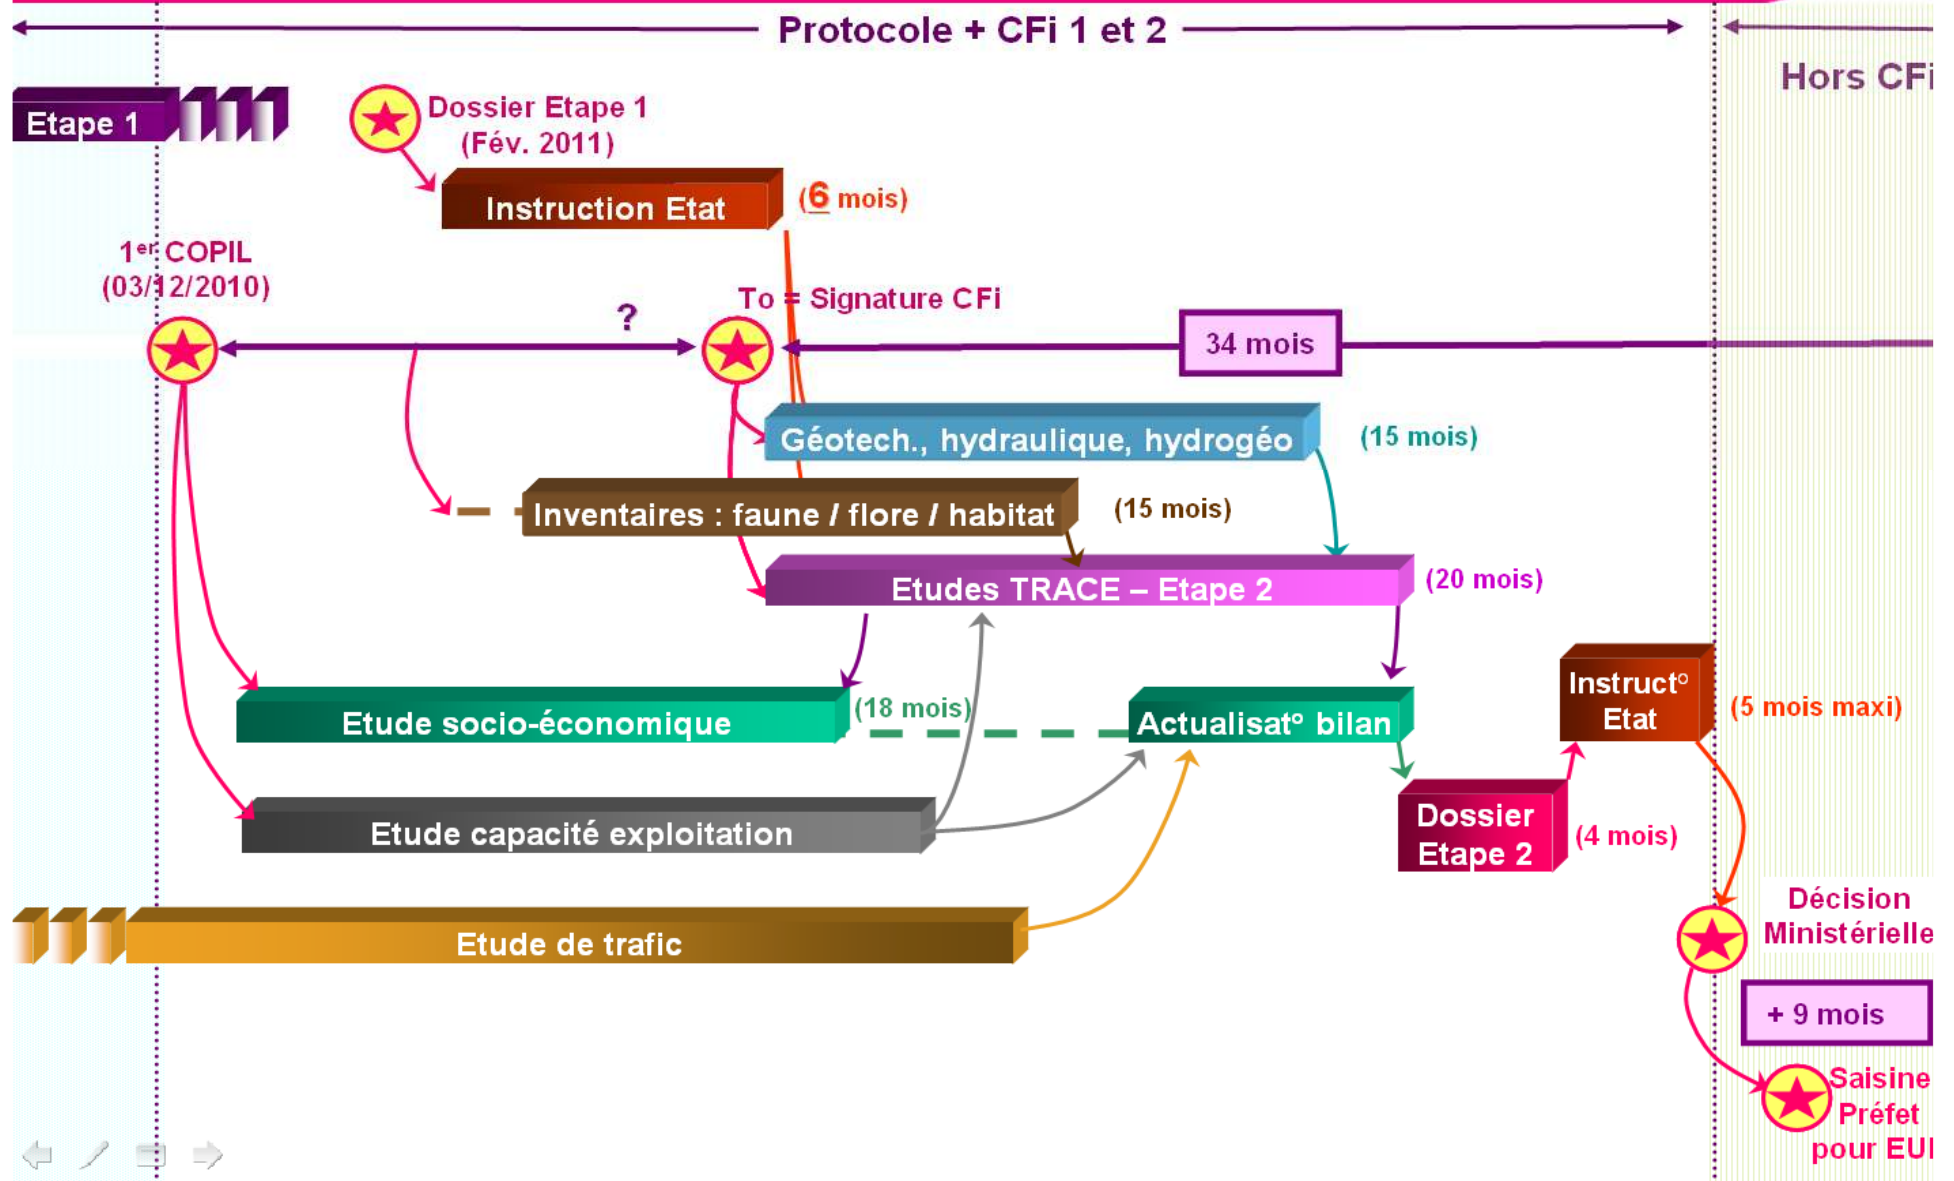 Protocole + CFi 1 et 2
Hors CFi
Etape 1
Dossier Etape 1
(Fév. 2011)
Instruction Etat
(6 mois)
1er COPIL
(03/12/2010)
?
To = Signature CFi
34 mois
Géotech., hydraulique, hydrogéo
(15 mois)
Inventaires : faune / flore / habitat
(15 mois)
Etudes TRACE – Etape 2
(20 mois)
Instruct°
Etat
(5 mois maxi)
Etude socio-économique
(18 mois)
Actualisat° bilan
Etude capacité exploitation
Dossier
Etape 2
(4 mois)
Etude de trafic
Décision
Ministérielle
+ 9 mois
Saisine
Préfet
pour